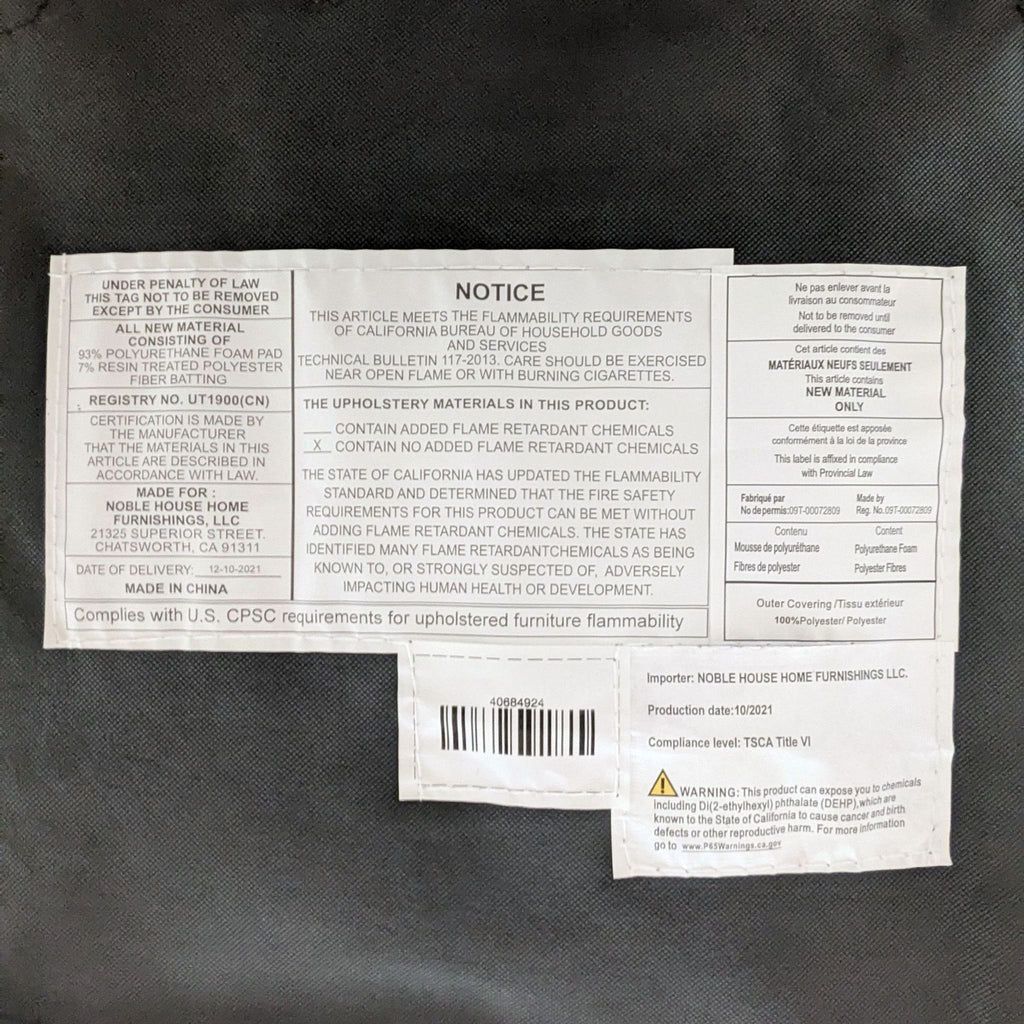 UNDER PENALTY OF LAW
THIS TAG NOT TO BE REMOVED
EXCEPT BY THE CONSUMER
ALL NEW MATERIAL
CONSISTING OF
93% POLYURETHANE FOAM PAD
7% RESIN TREATED POLYESTER
FIBER BATTING
REGISTRY NO. UT1900(CN)
CERTIFICATION IS MADE BY
THE MANUFACTURER
THAT THE MATERIALS IN THIS
ARTICLE ARE DESCRIBED IN
ACCORDANCE WITH LAW.
MADE FOR :
NOBLE HOUSE HOME
FURNISHINGS, LLC
21325 SUPERIOR STREET.
CHATSWORTH, CA 91311
DATE OF DELIVERY: 12-10-2021
MADE IN CHINA
NOTICE
THIS ARTICLE MEETS THE FLAMMABILITY REQUIREMENTS
OF CALIFORNIA BUREAU OF HOUSEHOLD GOODS
AND SERVICES
TECHNICAL BULLETIN 117-2013. CARE SHOULD BE EXERCISED
NEAR OPEN FLAME OR WITH BURNING CIGARETTES.
THE UPHOLSTERY MATERIALS IN THIS PRODUCT:
___ CONTAIN ADDED FLAME RETARDANT CHEMICALS
_X_ CONTAIN NO ADDED FLAME RETARDANT CHEMICALS
THE STATE OF CALIFORNIA HAS UPDATED THE FLAMMABILITY
STANDARD AND DETERMINED THAT THE FIRE SAFETY
REQUIREMENTS FOR THIS PRODUCT CAN BE MET WITHOUT
ADDING FLAME RETARDANT CHEMICALS. THE STATE HAS
IDENTIFIED MANY FLAME RETARDANTCHEMICALS AS BEING
KNOWN TO, OR STRONGLY SUSPECTED OF, ADVERSELY
IMPACTING HUMAN HEALTH OR DEVELOPMENT.
Complies with U.S. CPSC requirements for upholstered furniture flammability
Ne pas enlever avant la
livraison au consommateur
Not to be removed until
delivered to the consumer
Cet article contient des
MATÉRIAUX NEUFS SEULEMENT
This article contains
NEW MATERIAL
ONLY
Cette étiquette est apposée
conformément à la loi de la province
This label is affixed in compliance
with Provincial Law
Fabriqué par Made by
No de permis:09T-00072809 Reg. No.:09T-00072809
Contenu Content
Mousse de polyuréthane Polyurethane Foam
Fibres de polyester Polyester Fibres
Outer Covering /Tissu extérieur
100%Polyester/ Polyester
40684924
Importer: NOBLE HOUSE HOME FURNISHINGS LLC.
Production date:10/2021
Compliance level: TSCA Title VI
WARNING: This product can expose you to chemicals
including Di(2-ethylhexyl) phthalate (DEHP),which are
known to the State of California to cause cancer and birth
defects or other reproductive harm. For more information
go to www.P65Warnings.ca.gov